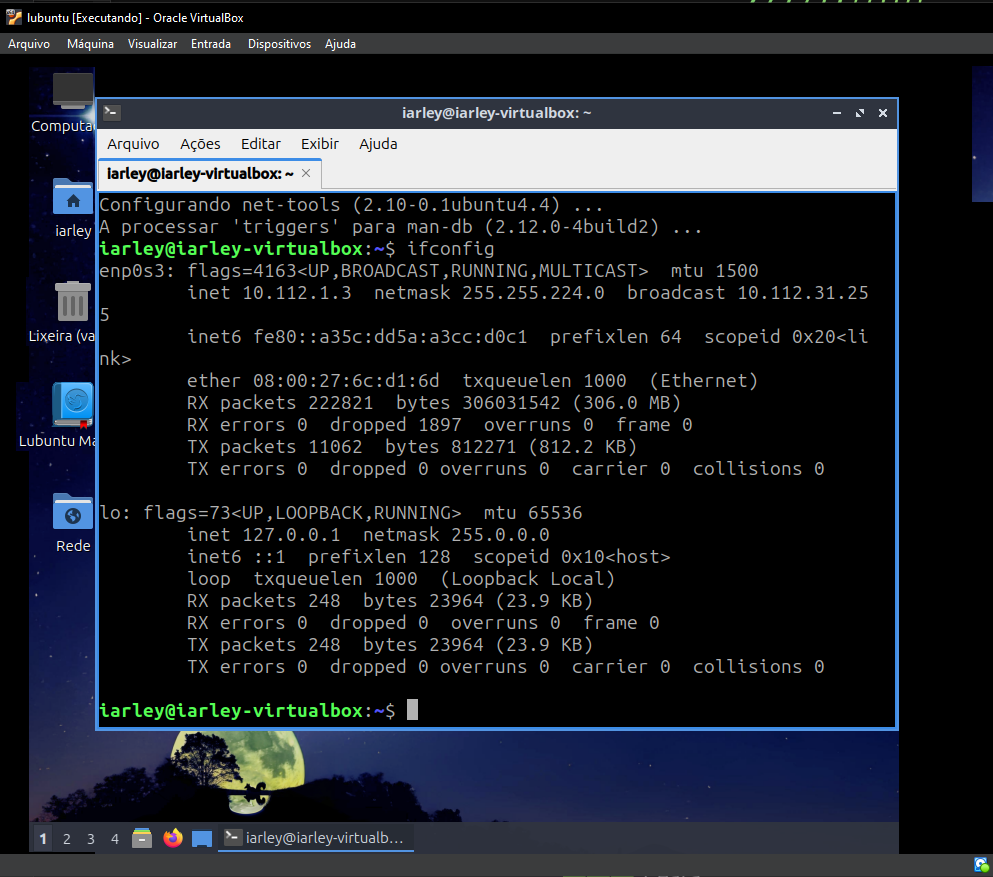 lubuntu [Executando] - Oracle VirtualBox
Arquivo Máquina Visualizar Entrada Dispositivos Ajuda
iarley@iarley-virtualbox: ~
Arquivo Ações Editar Exibir Ajuda
iarley@iarley-virtualbox: ~
Configurando net-tools (2.10-0.1ubuntu4.4) ...
A processar 'triggers' para man-db (2.12.0-4build2) ...
iarley@iarley-virtualbox:~$ ifconfig
enp0s3: flags=4163<UP,BROADCAST,RUNNING,MULTICAST>  mtu 1500
        inet 10.112.1.3  netmask 255.255.224.0  broadcast 10.112.31.25
5
        inet6 fe80::a35c:dd5a:a3cc:d0c1  prefixlen 64  scopeid 0x20<li
nk>
        ether 08:00:27:6c:d1:6d  txqueuelen 1000  (Ethernet)
        RX packets 222821  bytes 306031542 (306.0 MB)
        RX errors 0  dropped 1897  overruns 0  frame 0
        TX packets 11062  bytes 812271 (812.2 KB)
        TX errors 0  dropped 0 overruns 0  carrier 0  collisions 0
lo: flags=73<UP,LOOPBACK,RUNNING>  mtu 65536
        inet 127.0.0.1  netmask 255.0.0.0
        inet6 ::1  prefixlen 128  scopeid 0x10<host>
        loop  txqueuelen 1000  (Loopback Local)
        RX packets 248  bytes 23964 (23.9 KB)
        RX errors 0  dropped 0  overruns 0  frame 0
        TX packets 248  bytes 23964 (23.9 KB)
        TX errors 0  dropped 0 overruns 0  carrier 0  collisions 0
iarley@iarley-virtualbox:~$
Computa
iarley
Lixeira (va
Lubuntu Ma
Rede
1 2 3 4 iarley@iarley-virtualb...